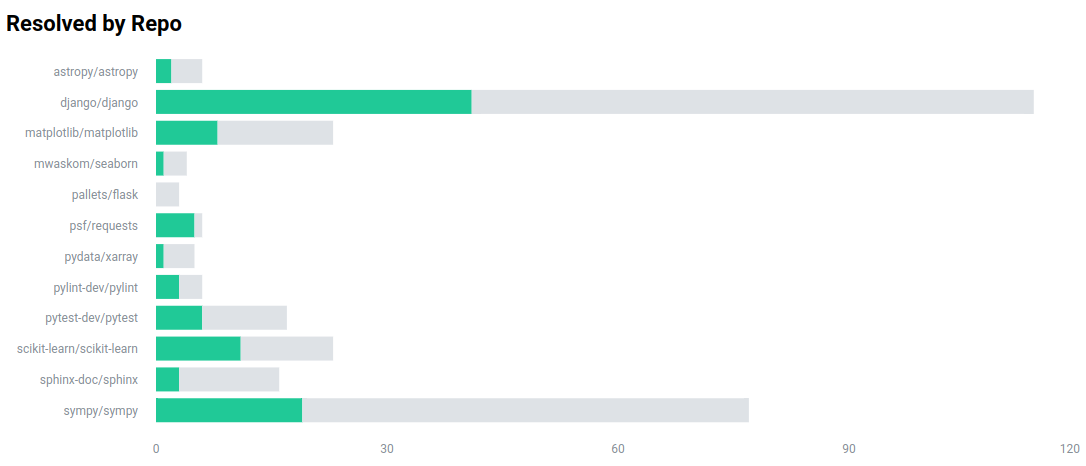 Resolved by Repo
astropy/astropy
django/django
matplotlib/matplotlib
mwaskom/seaborn
pallets/flask
psf/requests
pydata/xarray
pylint-dev/pylint
pytest-dev/pytest
scikit-learn/scikit-learn
sphinx-doc/sphinx
sympy/sympy
0 30 60 90 120